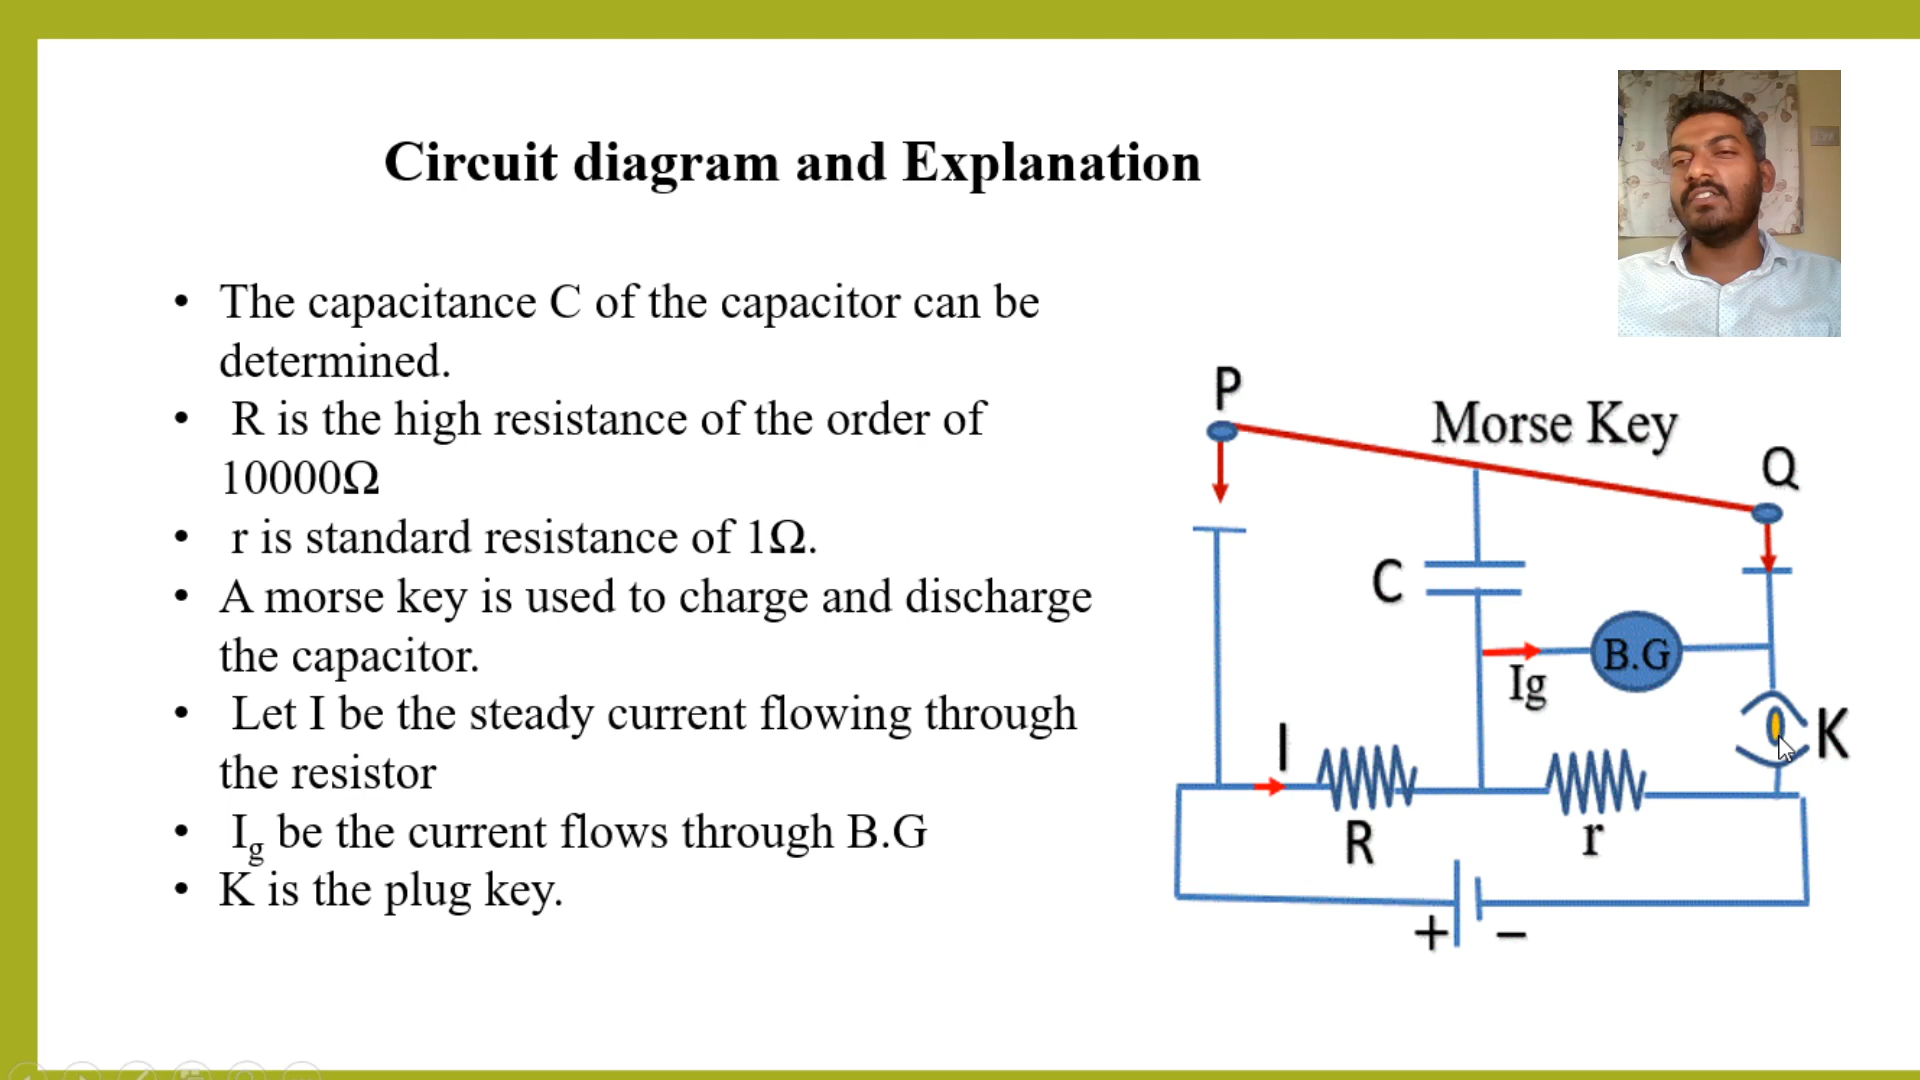 Circuit diagram and Explanation
• The capacitance C of the capacitor can be
determined.
• R is the high resistance of the order of
10000Ω
• r is standard resistance of 1Ω.
• A morse key is used to charge and discharge
the capacitor.
• Let I be the steady current flowing through
the resistor
• Ig be the current flows through B.G
• K is the plug key.
P
Morse Key
Q
C
B.G
Ig
I
K
R
r
+
−